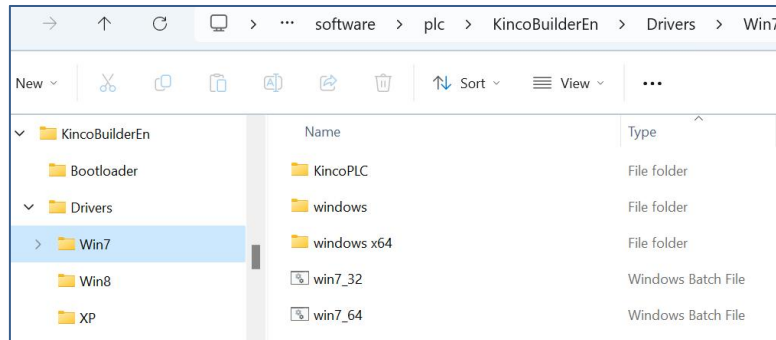 ··· software > plc > KincoBuilderEn > Drivers > Win7
New Sort View ···
Name Type
KincoBuilderEn
Bootloader
Drivers
Win7
Win8
XP
KincoPLC File folder
windows File folder
windows x64 File folder
win7_32 Windows Batch File
win7_64 Windows Batch File